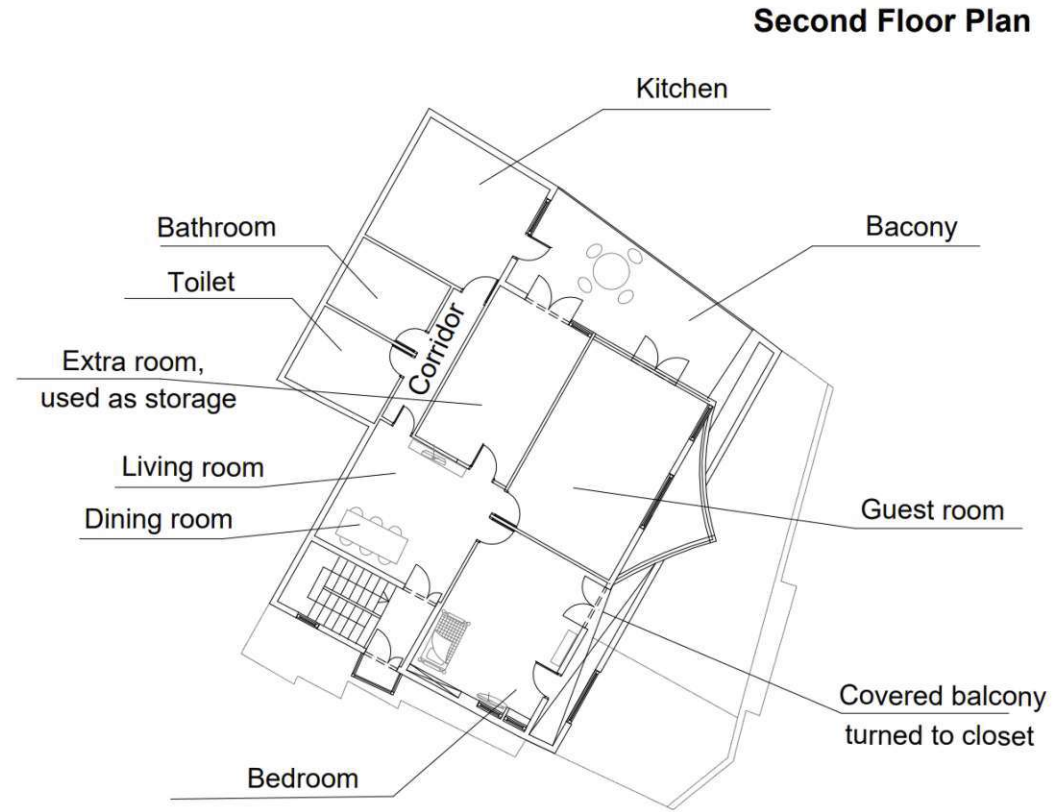 Second Floor Plan
Kitchen
Bathroom
Bacony
Toilet
Corridor
Extra room,
used as storage
Living room
Dining room
Guest room
Covered balcony
turned to closet
Bedroom